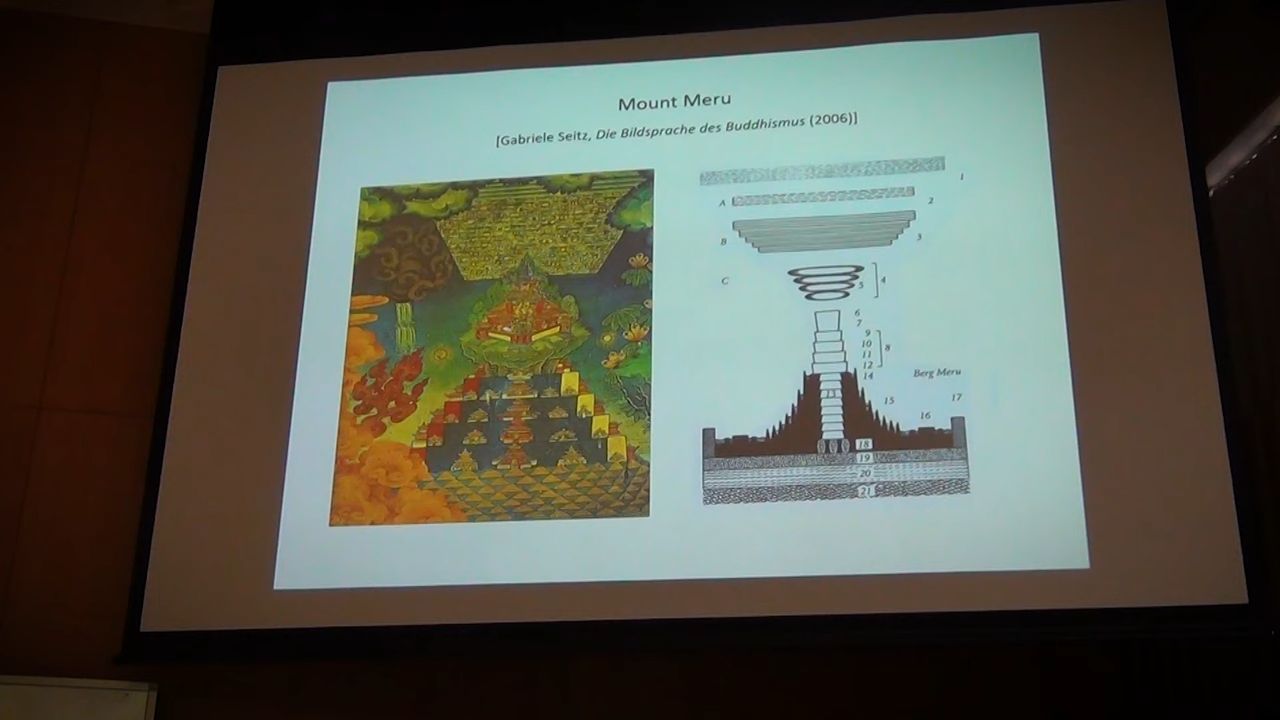 Mount Meru
[Gabriele Seitz, Die Bildsprache des Buddhismus (2006)]
1
A 2
B 3
C 5 4
6
7
9
10 8
11
12
14 Berg Meru
15 17
16
18
19
20
21